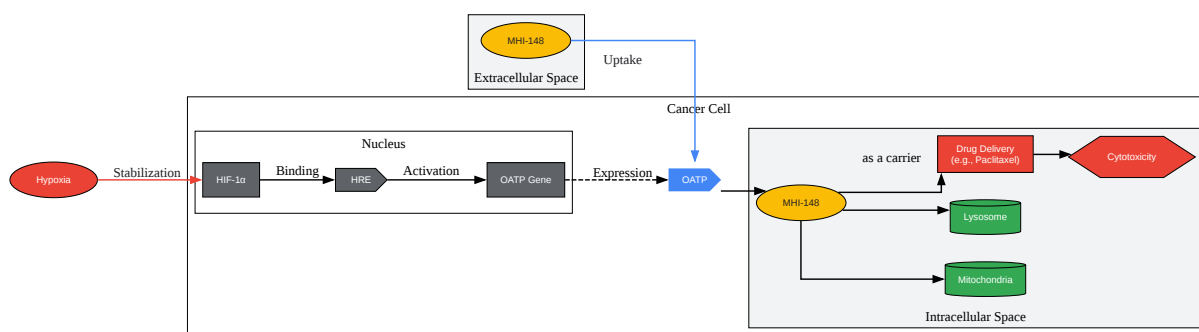 MHI-148
Extracellular Space
Uptake
Cancer Cell
Nucleus
Hypoxia
Stabilization
HIF-1α
Binding
HRE
Activation
OATP Gene
Expression
OATP
MHI-148
as a carrier
Drug Delivery
(e.g., Paclitaxel)
Cytotoxicity
Lysosome
Mitochondria
Intracellular Space